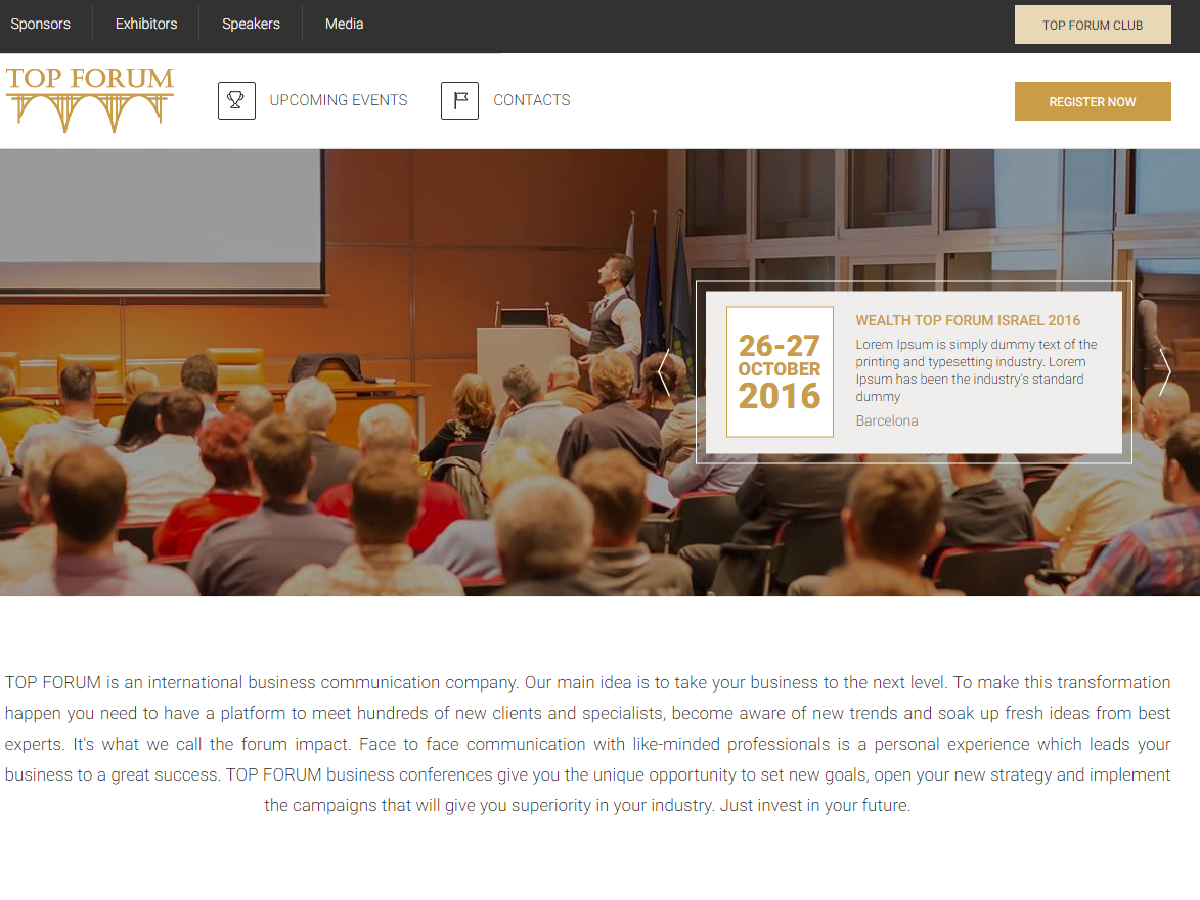 Sponsors
Exhibitors
Speakers
Media
TOP FORUM CLUB
TOP FORUM
UPCOMING EVENTS
CONTACTS
REGISTER NOW
26-27
OCTOBER
2016
WEALTH TOP FORUM ISRAEL 2016
Lorem Ipsum is simply dummy text of the
printing and typesetting industry. Lorem
Ipsum has been the industry's standard
dummy
Barcelona
TOP FORUM is an international business communication company. Our main idea is to take your business to the next level. To make this transformation
happen you need to have a platform to meet hundreds of new clients and specialists, become aware of new trends and soak up fresh ideas from best
experts. It's what we call the forum impact. Face to face communication with like-minded professionals is a personal experience which leads your
business to a great success. TOP FORUM business conferences give you the unique opportunity to set new goals, open your new strategy and implement
the campaigns that will give you superiority in your industry. Just invest in your future.